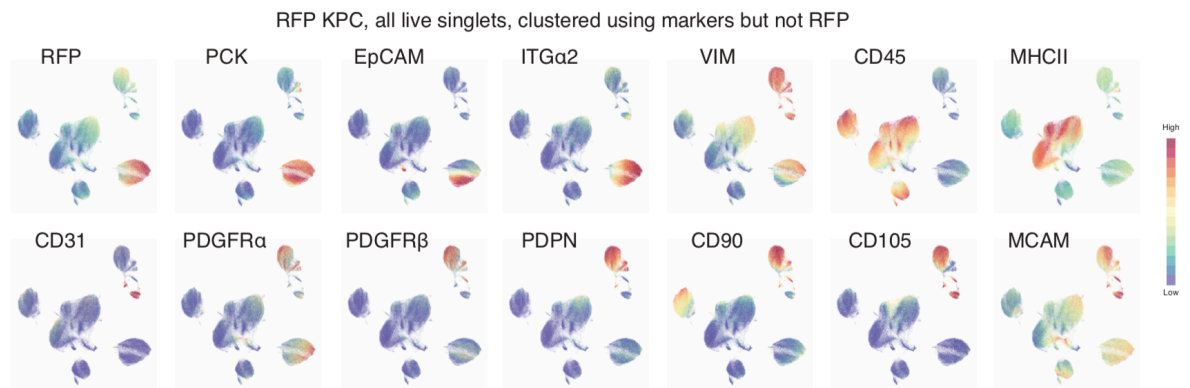 RFP KPC, all live singlets, clustered using markers but not RFP
RFP PCK EpCAM ITGα2 VIM CD45 MHCII
High
Low
CD31 PDGFRα PDGFRβ PDPN CD90 CD105 MCAM